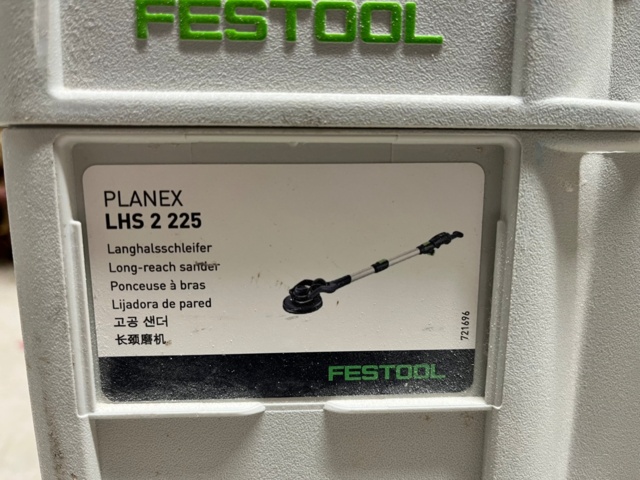 FESTOOL
PLANEX
LHS 2 225
Langhalsschleifer
Long-reach sander
Ponceuse à bras
Lijadora de pared
고공 샌더
长颈磨机
721696
FESTOOL